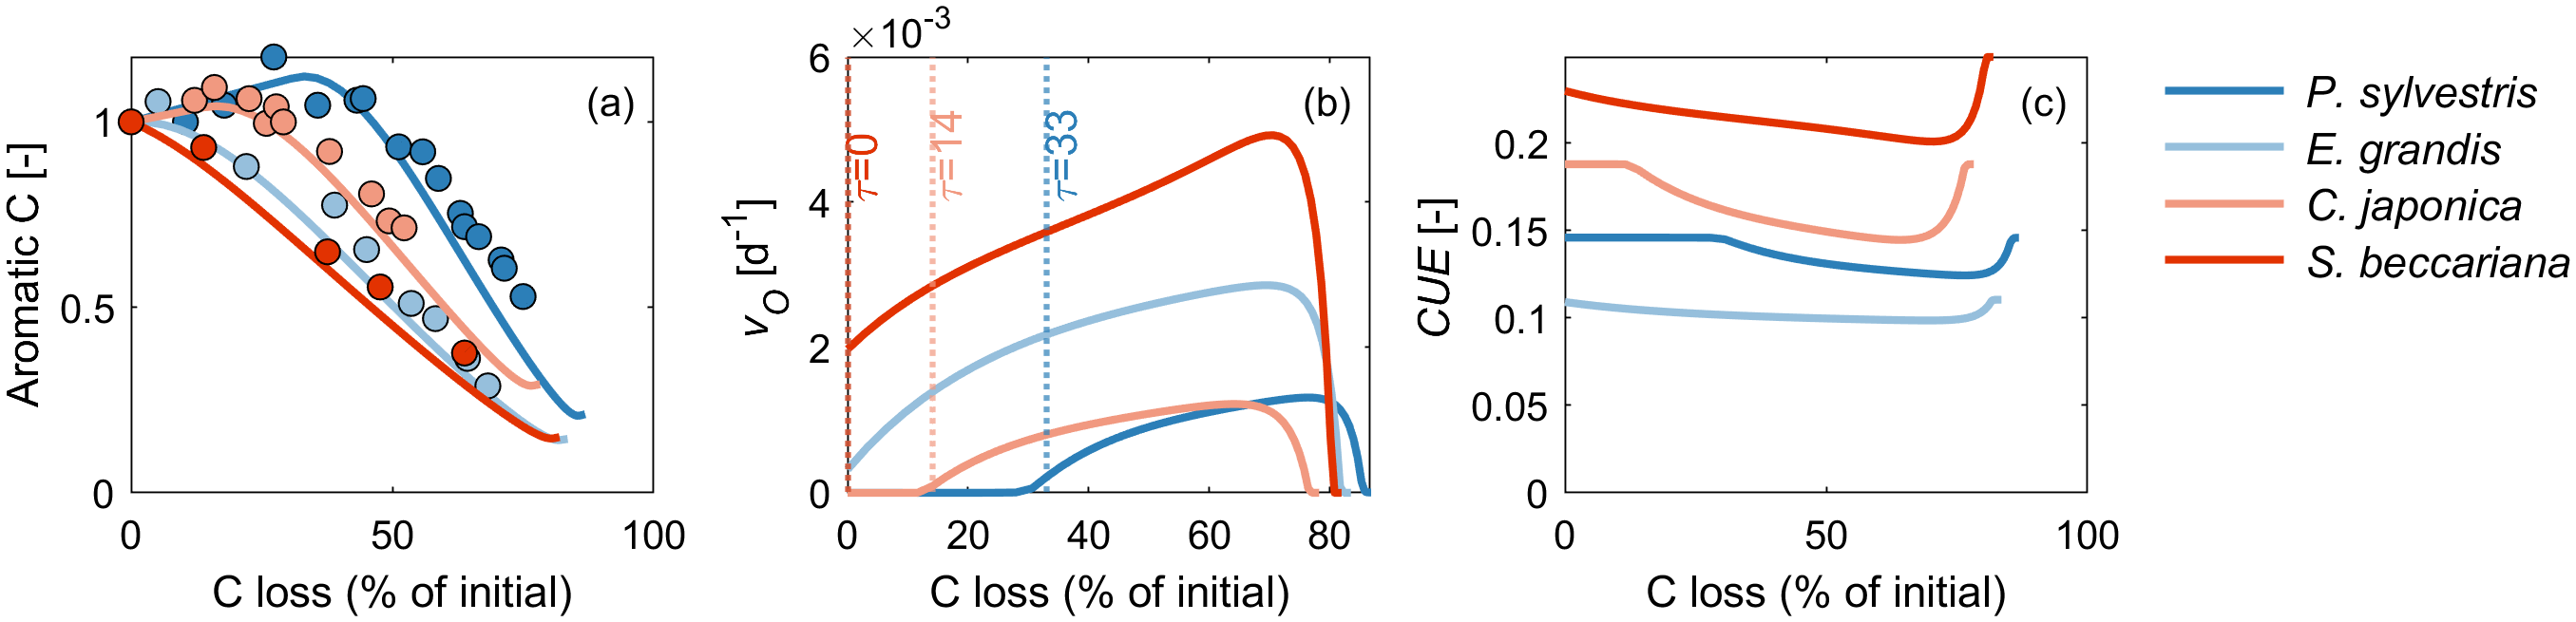 (a)
Aromatic C [-]
1
0.5
0
0
50
100
C loss (% of initial)
×10⁻³
(b)
v_O [d⁻¹]
6
4
2
0
τ=0
τ=14
τ=33
0
20
40
60
80
C loss (% of initial)
(c)
CUE [-]
0.2
0.15
0.1
0.05
0
0
50
100
C loss (% of initial)
P. sylvestris
E. grandis
C. japonica
S. beccariana